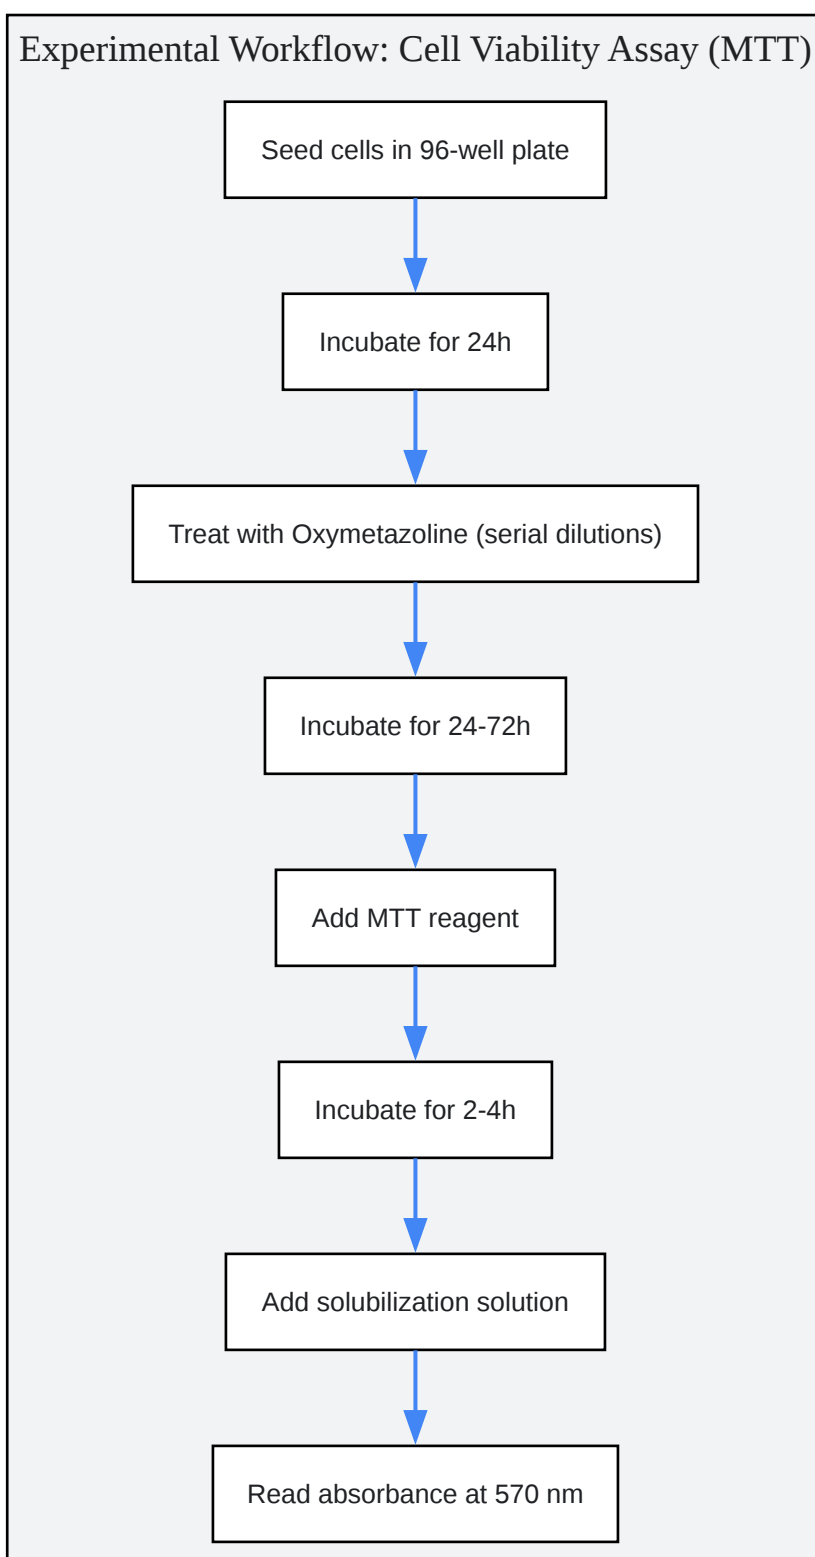 Experimental Workflow: Cell Viability Assay (MTT)
Seed cells in 96-well plate
Incubate for 24h
Treat with Oxymetazoline (serial dilutions)
Incubate for 24-72h
Add MTT reagent
Incubate for 2-4h
Add solubilization solution
Read absorbance at 570 nm